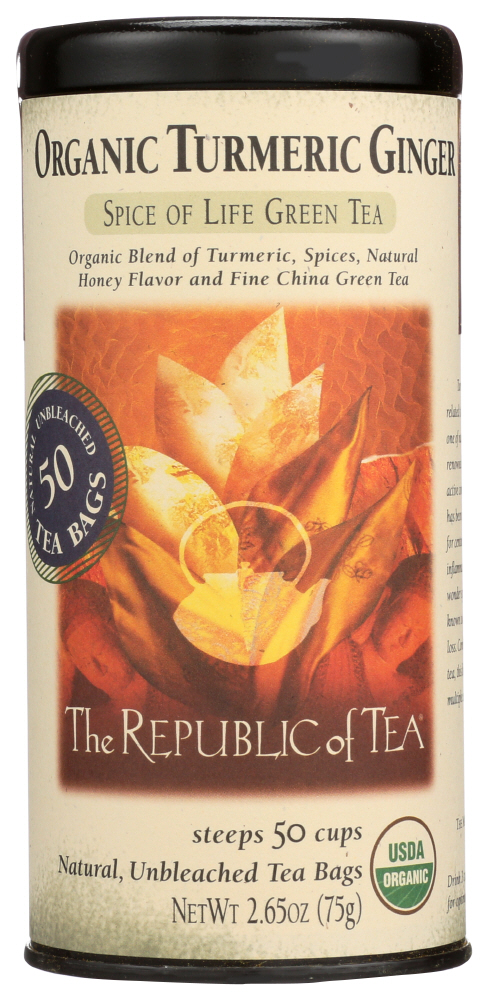 ORGANIC TURMERIC GINGER
SPICE OF LIFE GREEN TEA
Organic Blend of Turmeric, Spices, Natural
Honey Flavor and Fine China Green Tea
NATURAL UNBLEACHED
50
TEA BAGS
The REPUBLIC of TEA®
steeps 50 cups
Natural, Unbleached Tea Bags
NETWT 2.65OZ (75g)
USDA
ORGANIC